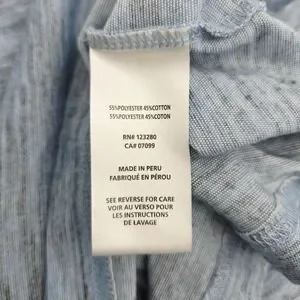 55%POLYESTER 45%COTTON
55%POLYESTER 45%COTON
RN# 123280
CA# 07099
MADE IN PERU
FABRIQUÉ EN PÉROU
SEE REVERSE FOR CARE
VOIR AU VERSO POUR
LES INSTRUCTIONS
DE LAVAGE